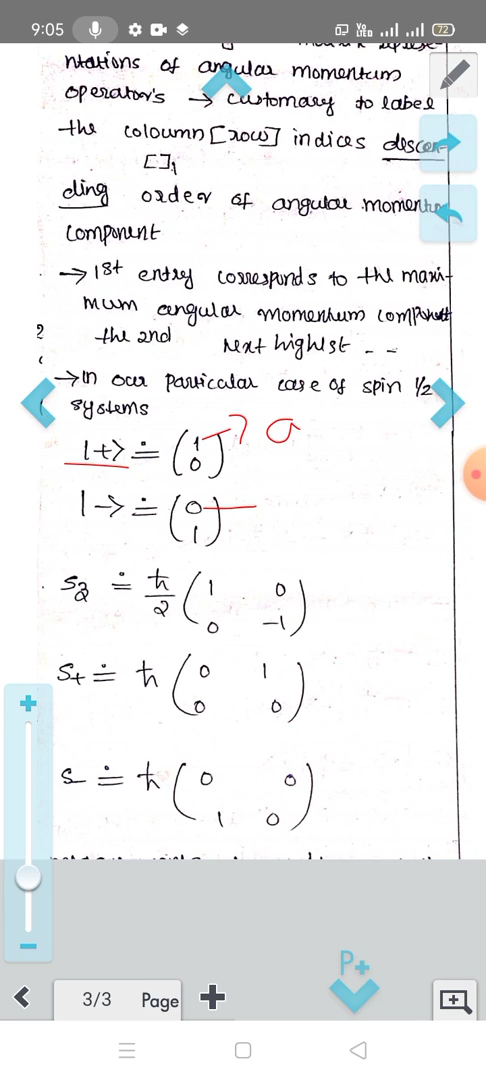 9:05
72
ntations of angular momentum
operators → customary to label
the coloumn [row] indices descen-
[]1
ding order of angular momentum
component
→ 1st entry corresponds to the maxi-
mum angular momentum component
the 2nd next highest - -
→ In our particular case of spin 1/2
systems
|+> ≐ (1 0) ? σ
|-> ≐ (0 1)
Sz ≐ ħ/2 (1 0
0 -1)
S+ ≐ ħ (0 1
0 0)
S- ≐ ħ (0 0
1 0)
P+
3/3 Page